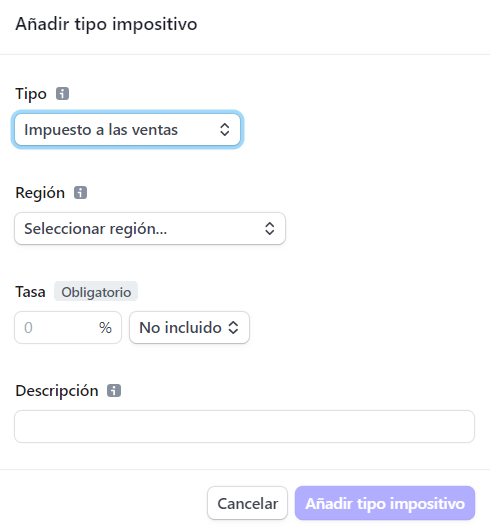 Añadir tipo impositivo
Tipo
Impuesto a las ventas
Región
Seleccionar región...
Tasa Obligatorio
0 % No incluido
Descripción
Cancelar Añadir tipo impositivo